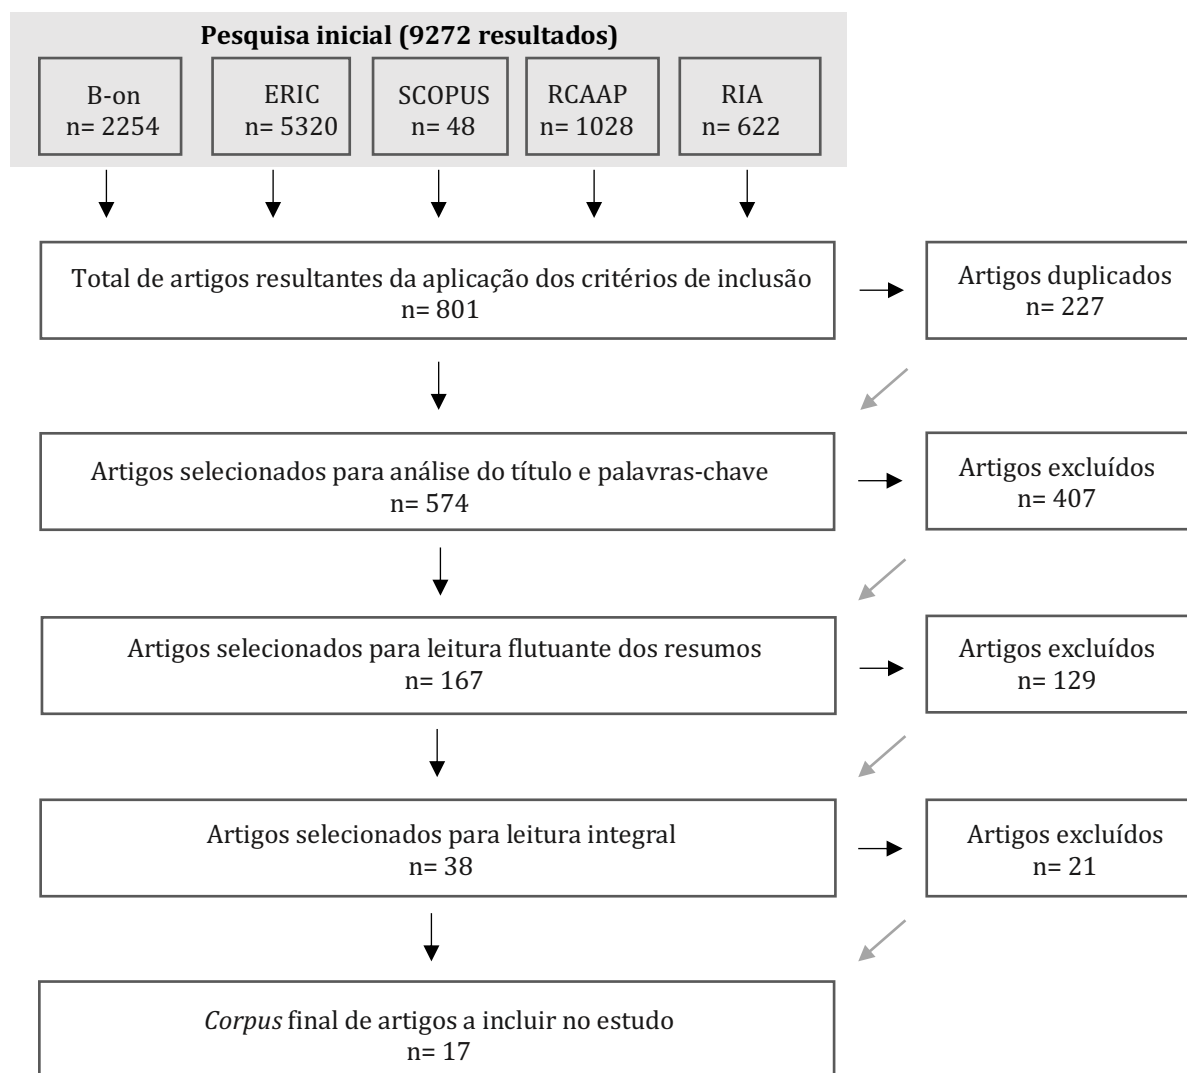 Pesquisa inicial (9272 resultados)
B-on
n= 2254
ERIC
n= 5320
SCOPUS
n= 48
RCAAP
n= 1028
RIA
n= 622
Total de artigos resultantes da aplicação dos critérios de inclusão
n= 801
Artigos duplicados
n= 227
Artigos selecionados para análise do título e palavras-chave
n= 574
Artigos excluídos
n= 407
Artigos selecionados para leitura flutuante dos resumos
n= 167
Artigos excluídos
n= 129
Artigos selecionados para leitura integral
n= 38
Artigos excluídos
n= 21
Corpus final de artigos a incluir no estudo
n= 17